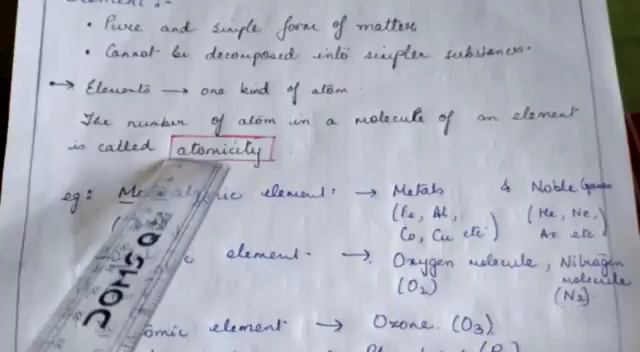 Element :-
• Pure and simple form of matter
• Cannot be decomposed into simpler substances.
Elements → one kind of atom
The number of atom in a molecule of an element
is called atomicity
eg: element: → Metals & Noble
(Fe, Al, (He, Ne,
Co, Cu etc) Ar etc)
element- → Oxygen molecule, Nitrogen
(O2) molecule
(N2).
DOMS
element → Ozone. (O3).